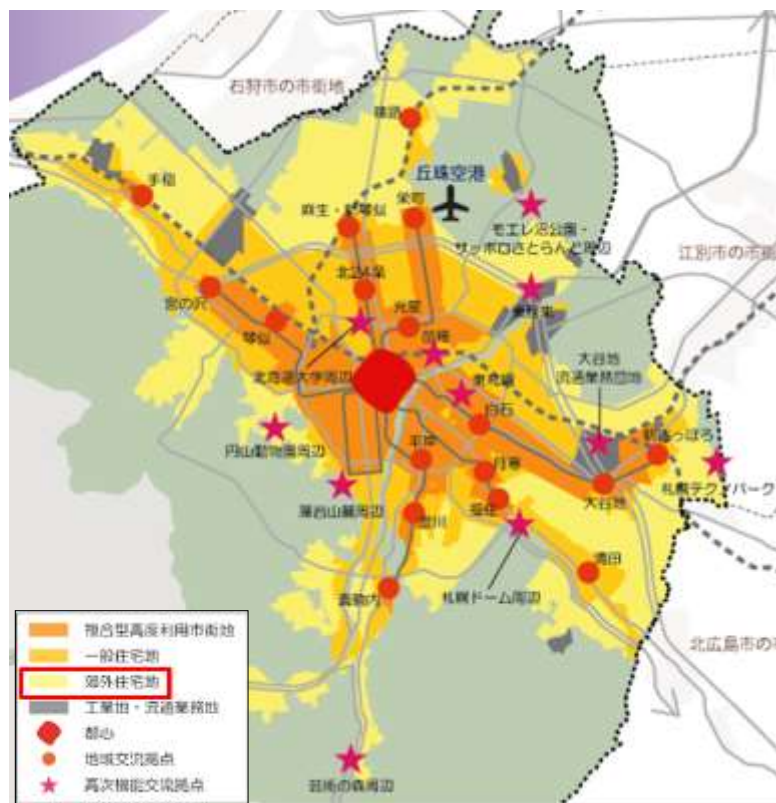 石狩市の市街地
篠路
手稲
丘珠空港
栄町
麻生・新琴似
モエレ沼公園・
サッポロさとらんど周辺
江別市の市街
北24条
宮の沢
光星
琴似
苗穂
東雁来
大谷地
流通業務団地
北海道大学周辺
東札幌
白石
新さっぽろ
円山動物園周辺
平岸
月寒
札幌テクノパーク
大谷地
藻岩山麓周辺
福住
澄川
清田
札幌ドーム周辺
真駒内
北広島市の市
複合型高度利用市街地
一般住宅地
郊外住宅地
工業地・流通業務地
都心
地域交流拠点
高次機能交流拠点
芸術の森周辺